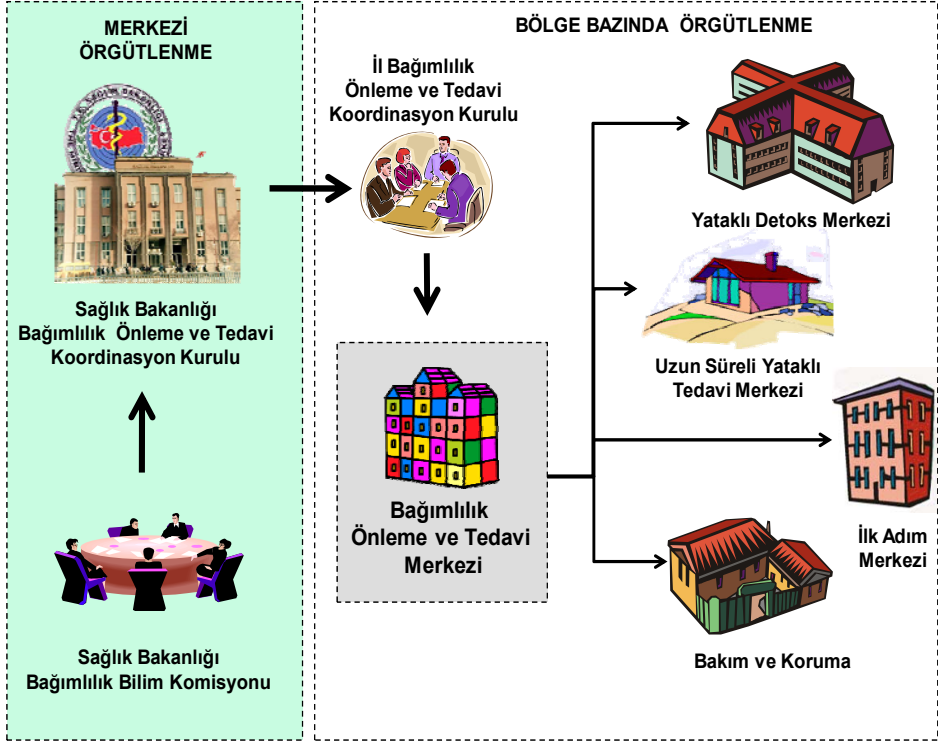 MERKEZİ
ÖRGÜTLENME
Sağlık Bakanlığı
Bağımlılık Önleme ve Tedavi
Koordinasyon Kurulu
Sağlık Bakanlığı
Bağımlılık Bilim Komisyonu
BÖLGE BAZINDA ÖRGÜTLENME
İl Bağımlılık
Önleme ve Tedavi
Koordinasyon Kurulu
Bağımlılık
Önleme ve Tedavi
Merkezi
Yataklı Detoks Merkezi
Uzun Süreli Yataklı
Tedavi Merkezi
İlk Adım
Merkezi
Bakım ve Koruma